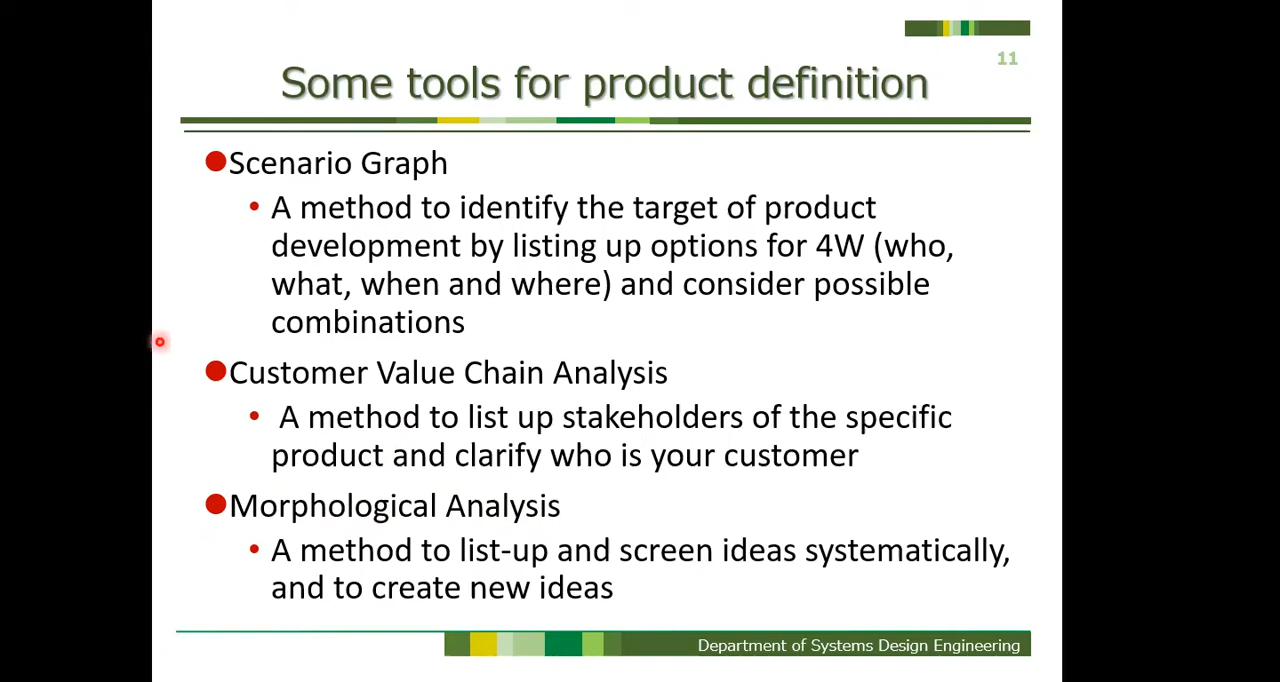 11
Some tools for product definition
Scenario Graph
• A method to identify the target of product
development by listing up options for 4W (who,
what, when and where) and consider possible
combinations
Customer Value Chain Analysis
• A method to list up stakeholders of the specific
product and clarify who is your customer
Morphological Analysis
• A method to list-up and screen ideas systematically,
and to create new ideas
Department of Systems Design Engineering